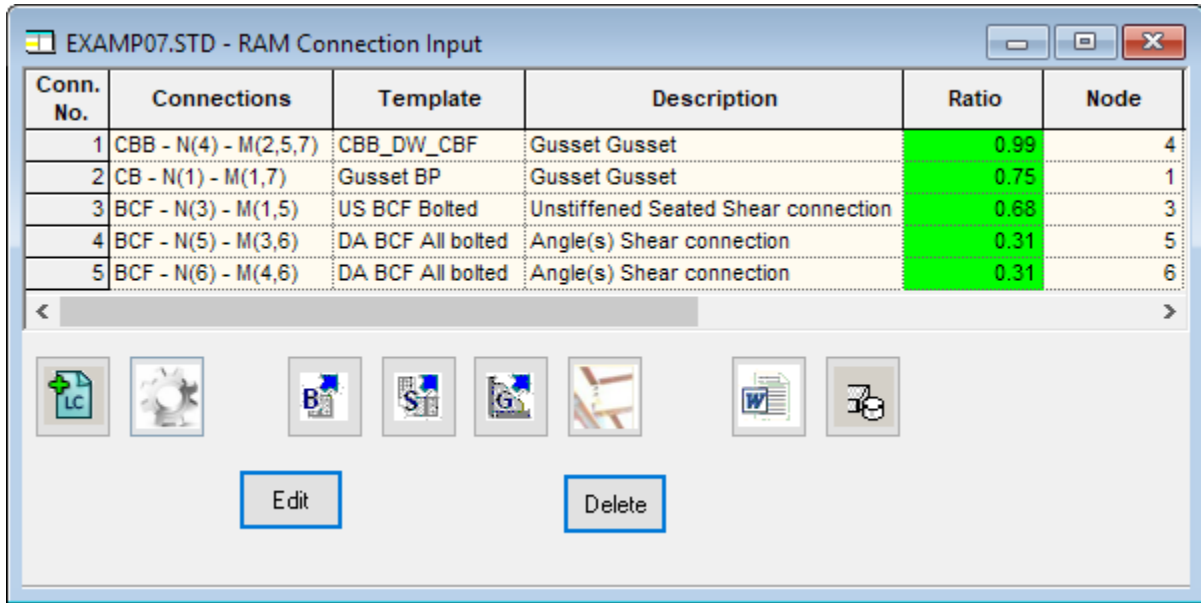 EXAMP07.STD - RAM Connection Input
Conn. No. Connections Template Description Ratio Node
1 CBB - N(4) - M(2,5,7) CBB_DW_CBF Gusset Gusset 0.99 4
2 CB - N(1) - M(1,7) Gusset BP Gusset Gusset 0.75 1
3 BCF - N(3) - M(1,5) US BCF Bolted Unstiffened Seated Shear connection 0.68 3
4 BCF - N(5) - M(3,6) DA BCF All bolted Angle(s) Shear connection 0.31 5
5 BCF - N(6) - M(4,6) DA BCF All bolted Angle(s) Shear connection 0.31 6
LC B S G W
Edit Delete